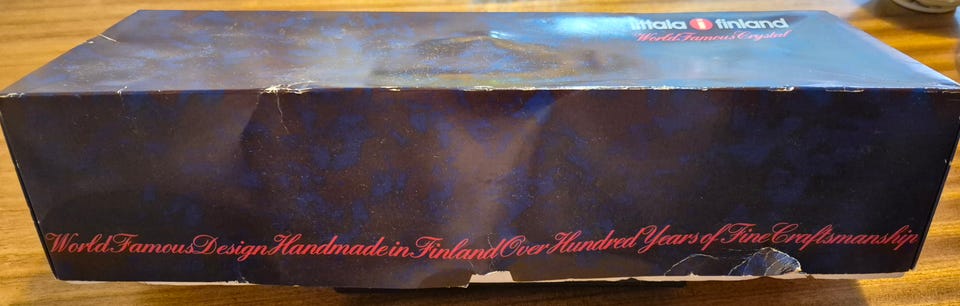 iittala i finland
World Famous Crystal
World Famous Design Handmade in Finland Over Hundred Years of Fine Craftsmanship